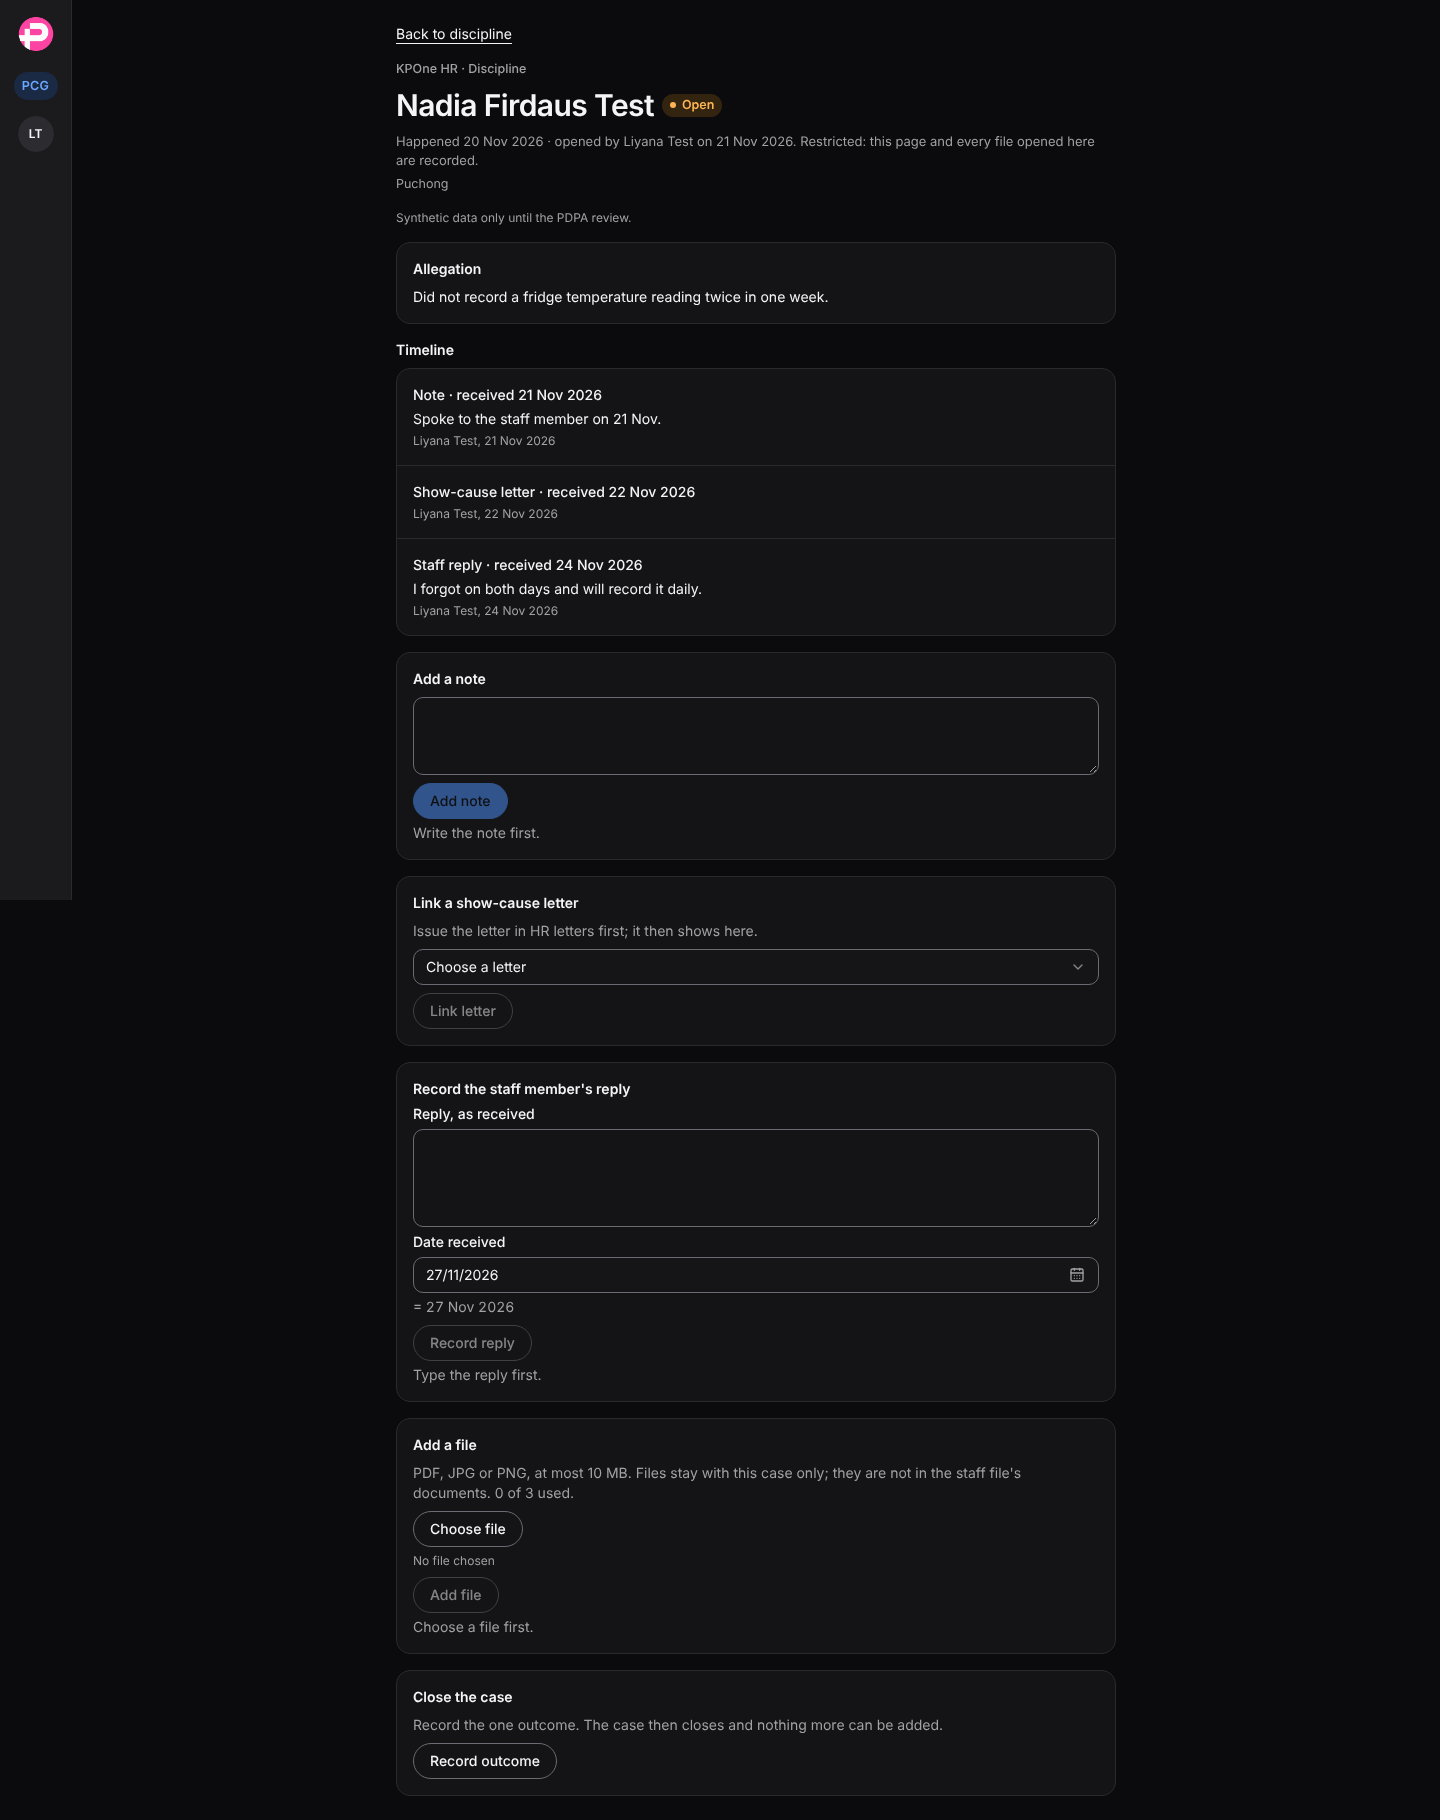 PCG
LT
Back to discipline
KPOne HR · Discipline
Nadia Firdaus Test
Open
Happened 20 Nov 2026 · opened by Liyana Test on 21 Nov 2026. Restricted: this page and every file opened here
are recorded.
Puchong
Synthetic data only until the PDPA review.
Allegation
Did not record a fridge temperature reading twice in one week.
Timeline
Note · received 21 Nov 2026
Spoke to the staff member on 21 Nov.
Liyana Test, 21 Nov 2026
Show-cause letter · received 22 Nov 2026
Liyana Test, 22 Nov 2026
Staff reply · received 24 Nov 2026
I forgot on both days and will record it daily.
Liyana Test, 24 Nov 2026
Add a note
Add note
Write the note first.
Link a show-cause letter
Issue the letter in HR letters first; it then shows here.
Choose a letter
Link letter
Record the staff member's reply
Reply, as received
Date received
27/11/2026
= 27 Nov 2026
Record reply
Type the reply first.
Add a file
PDF, JPG or PNG, at most 10 MB. Files stay with this case only; they are not in the staff file's
documents. 0 of 3 used.
Choose file
No file chosen
Add file
Choose a file first.
Close the case
Record the one outcome. The case then closes and nothing more can be added.
Record outcome